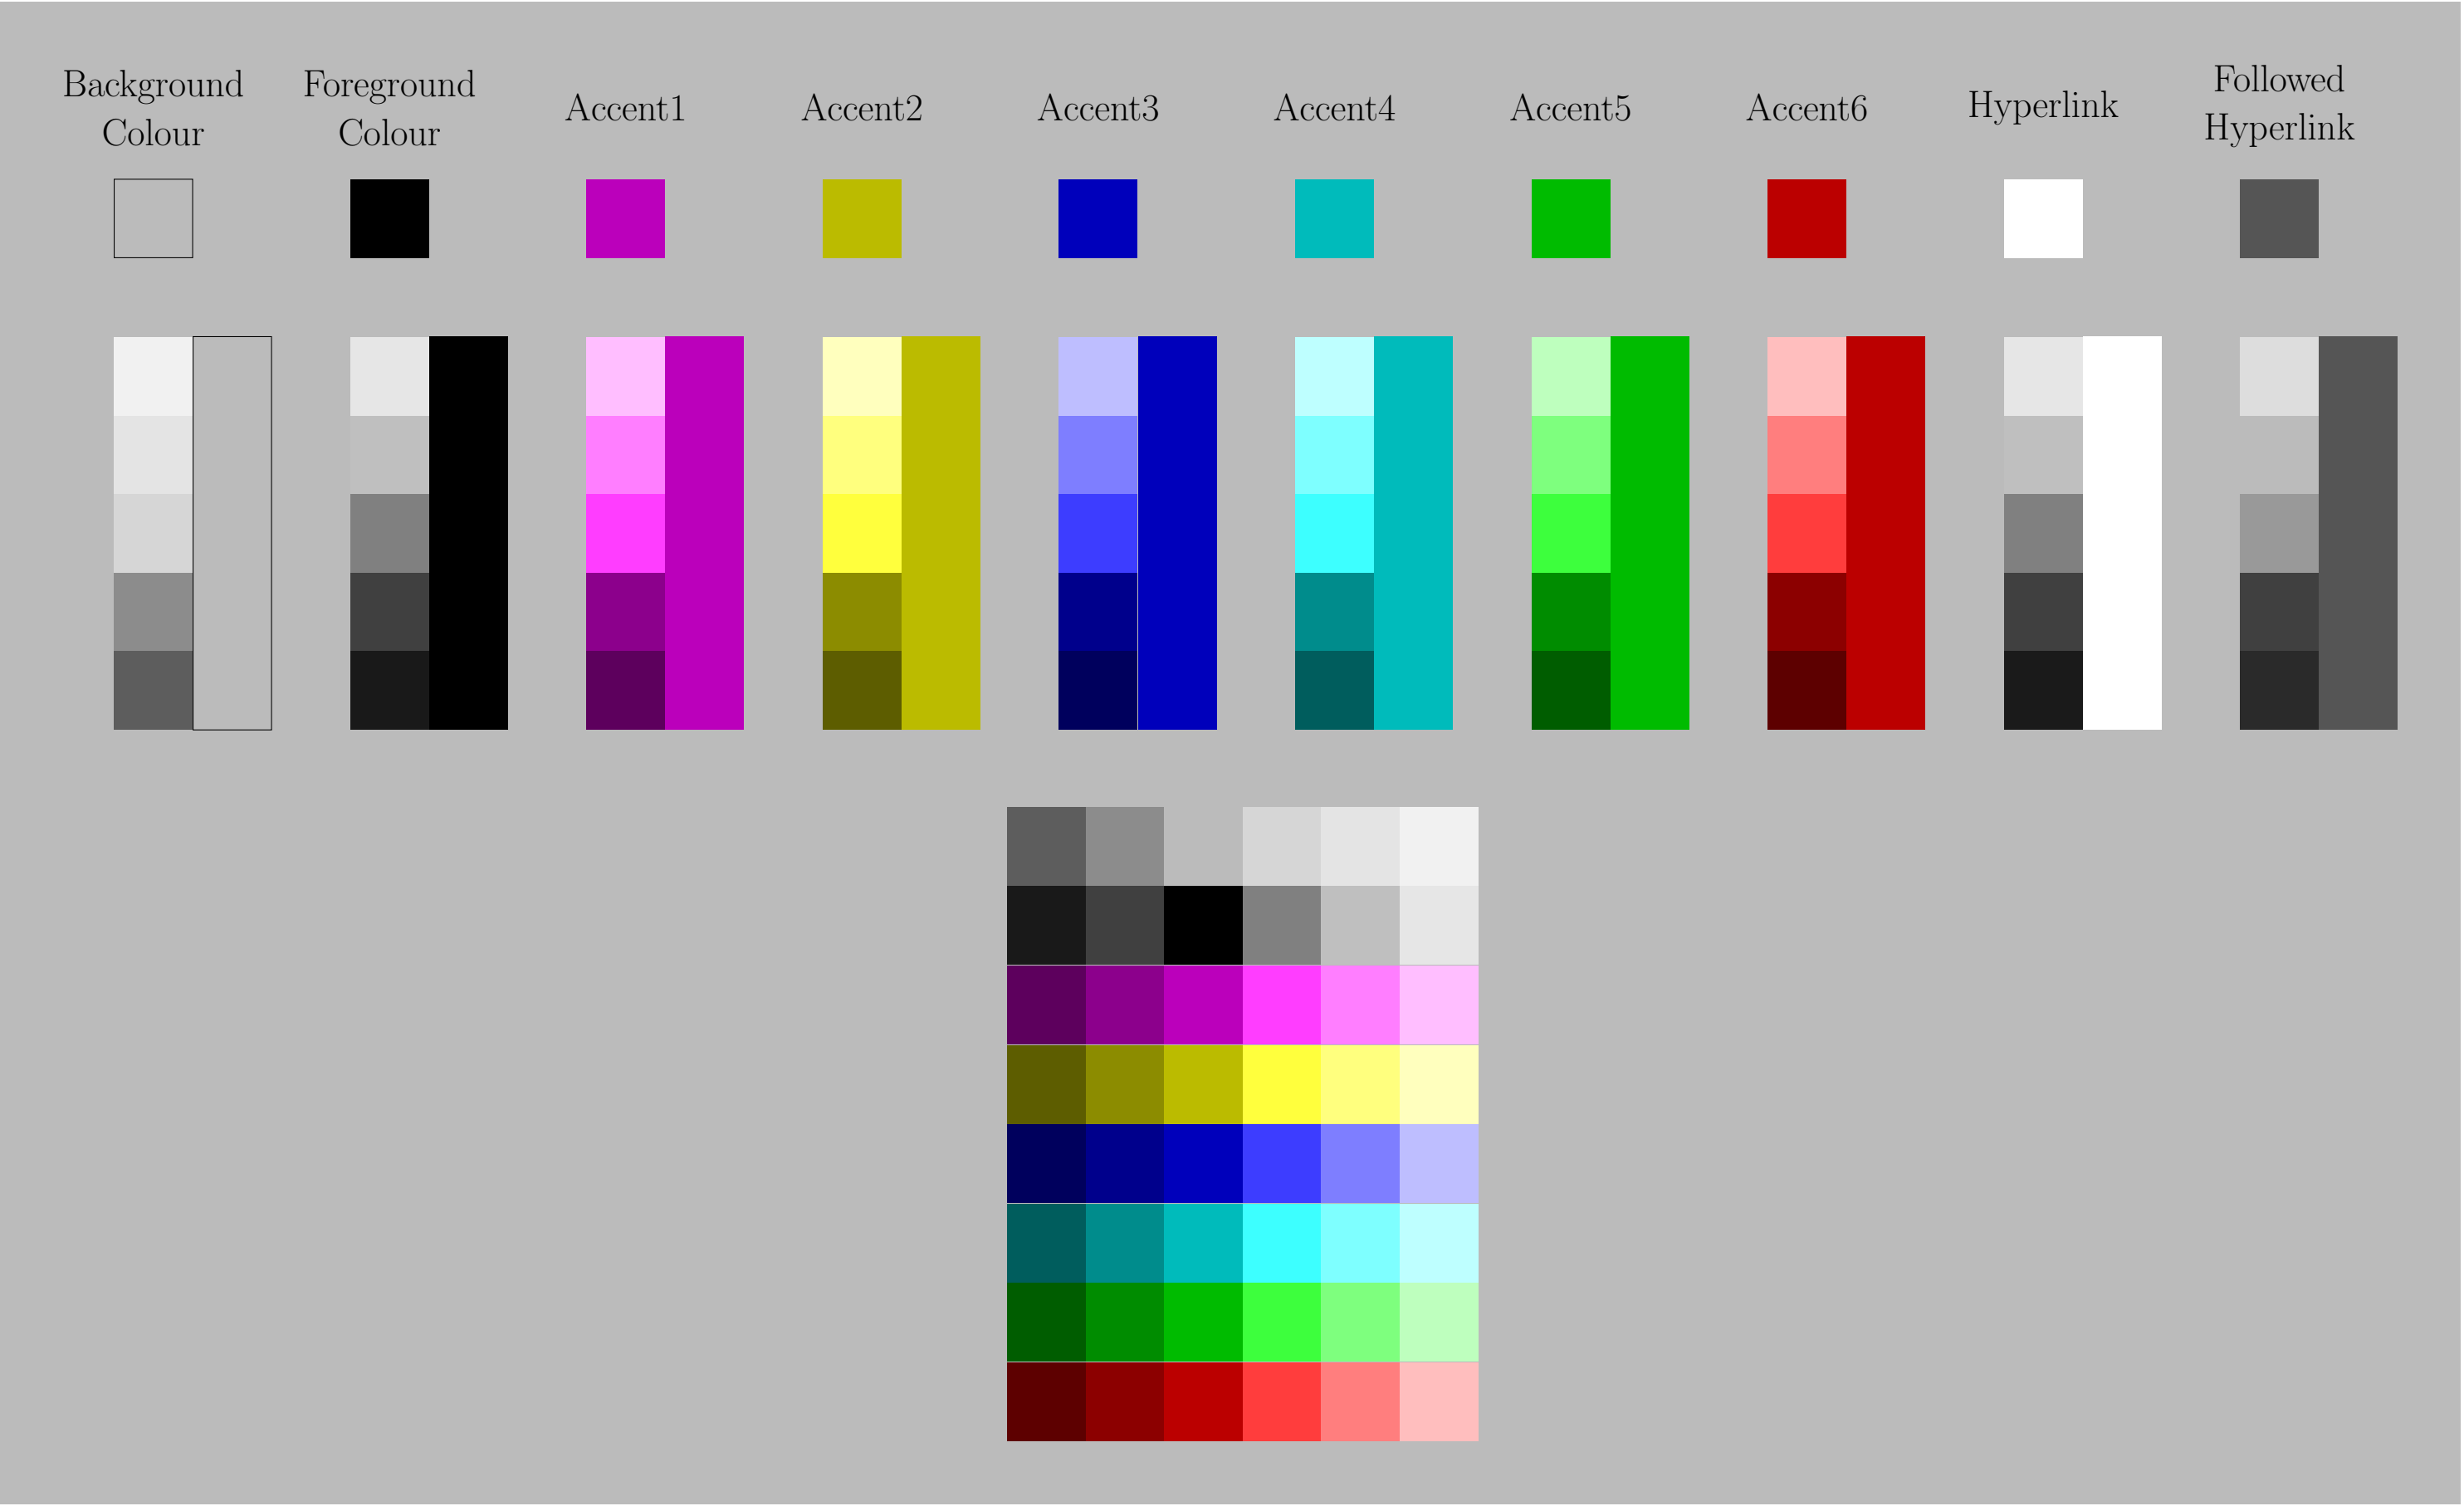 Background
Colour
Foreground
Colour
Accent1
Accent2
Accent3
Accent4
Accent5
Accent6
Hyperlink
Followed
Hyperlink